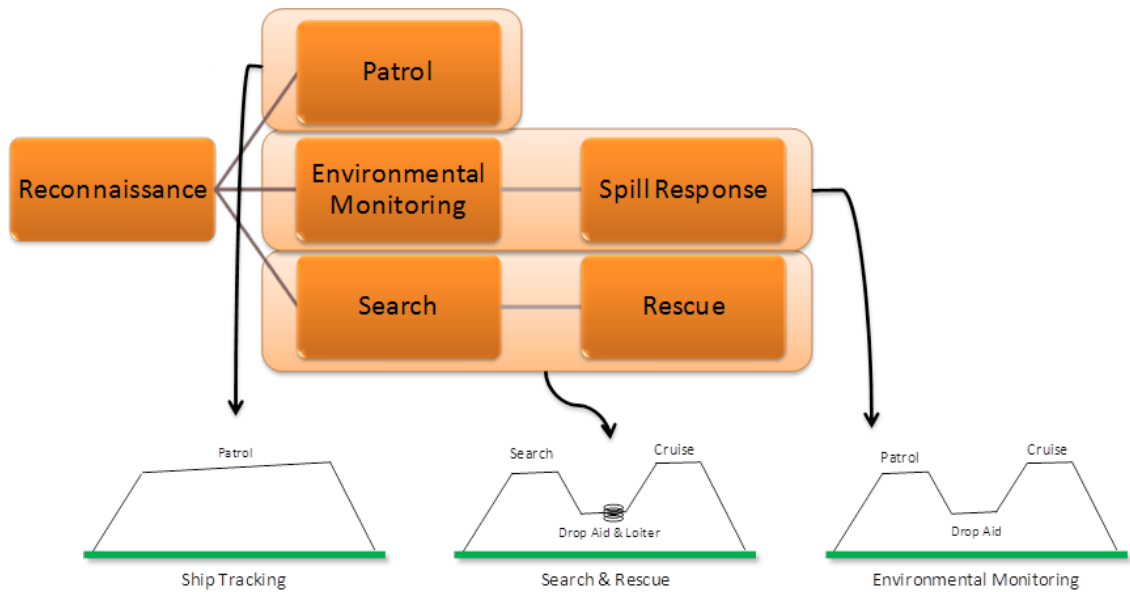 Patrol
Reconnaissance
Environmental
Monitoring
Spill Response
Search
Rescue
Patrol
Search
Cruise
Drop Aid & Loiter
Patrol
Cruise
Drop Aid
Ship Tracking
Search & Rescue
Environmental Monitoring